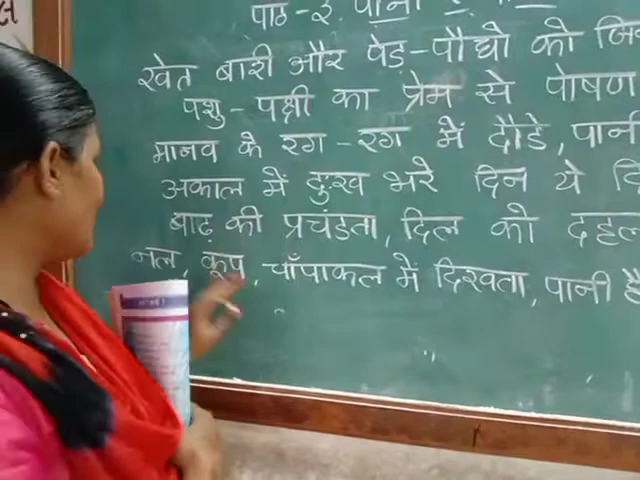 पाठ-२. पानी
खेत बारी और पेड़-पौधो को
पशु-पक्षी का प्रेम से पोषण
मानव के रग-रग में दौडे, पानी
अकाल में दुःख भरे दिन ये
बाढ़ की प्रचंडता, दिल को दहल
नल, कूप, चाँपाकल में दिखता, पानी है